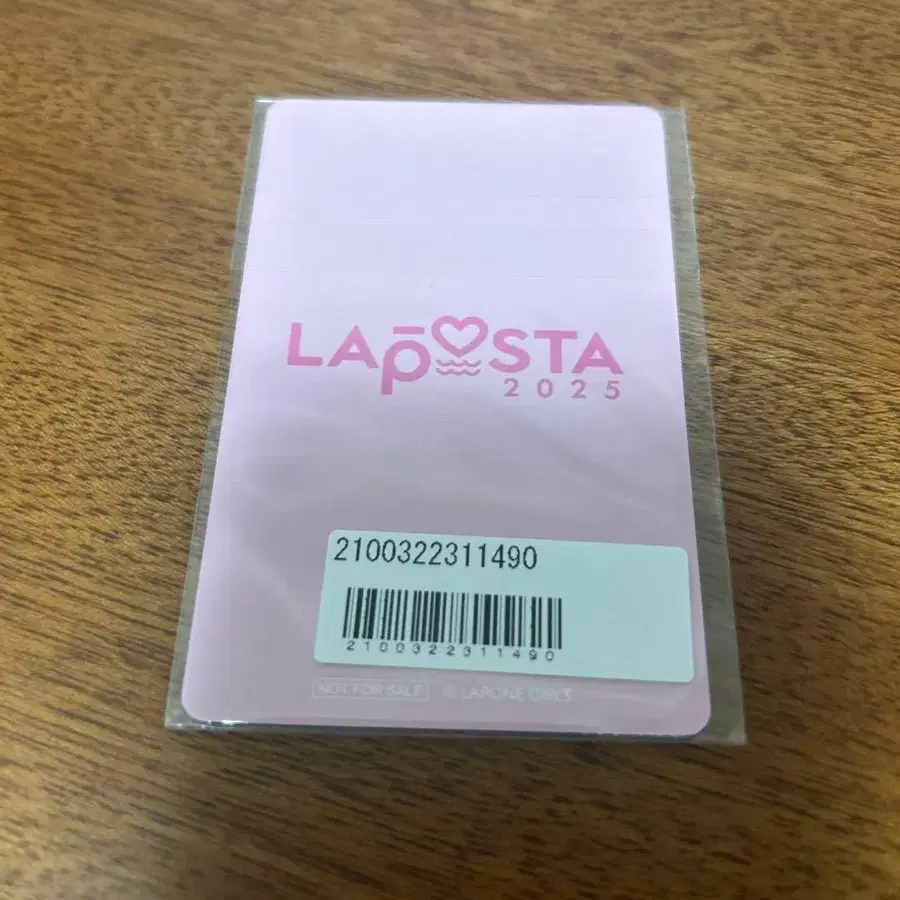 LAPOSTA
2025
2100322311490
2100322311490
NOT FOR SALE © LAPONE GIRLS